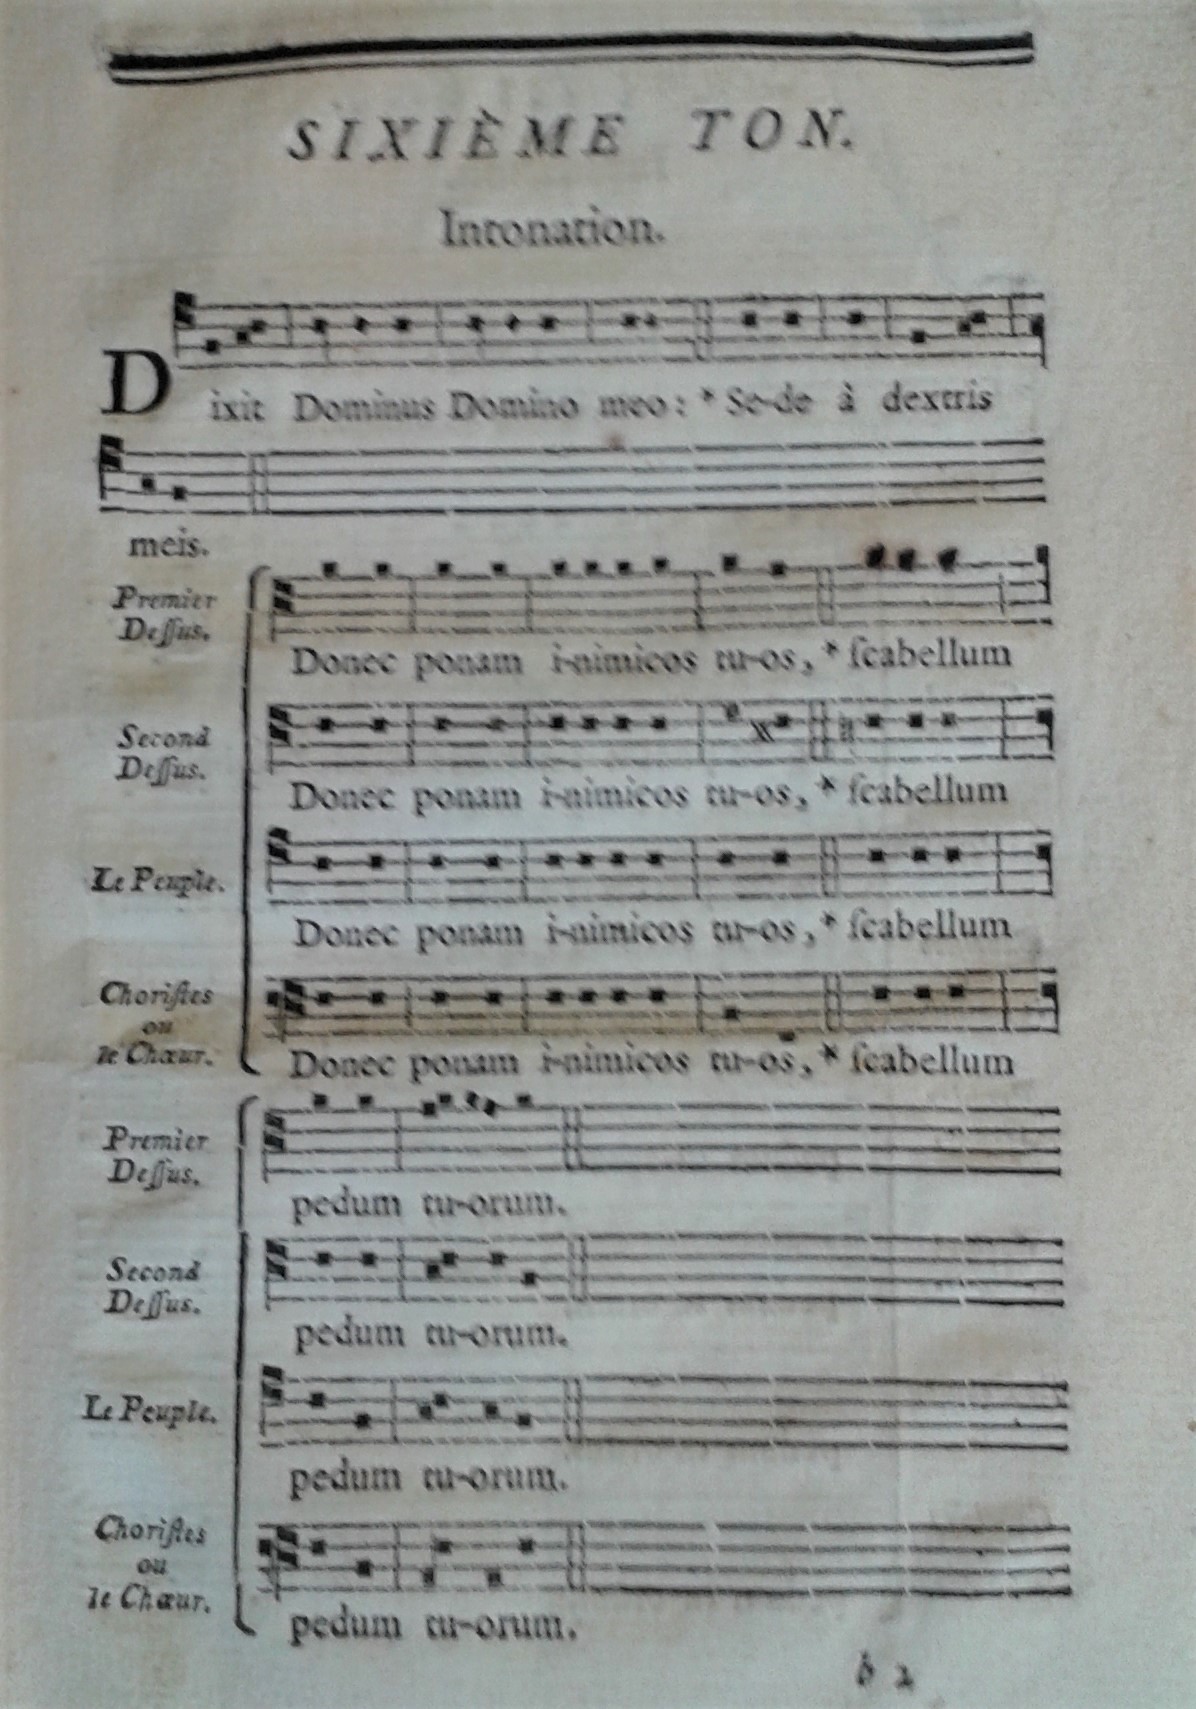 SIXIÈME TON.
Intonation.
Dixit Dominus Domino meo : * Se-de à dextris
meis.
Premier
Deſſus.
Donec ponam i-nimicos tu-os, * ſcabellum
Second
Deſſus.
Donec ponam i-nimicos tu-os, * ſcabellum
Le Peuple.
Donec ponam i-nimicos tu-os, * ſcabellum
Choriſtes
ou
le Chœur.
Donec ponam i-nimicos tu-os, * ſcabellum
Premier
Deſſus.
pedum tu-orum.
Second
Deſſus.
pedum tu-orum.
Le Peuple.
pedum tu-orum.
Choriſtes
ou
le Chœur.
pedum tu-orum.
b 2